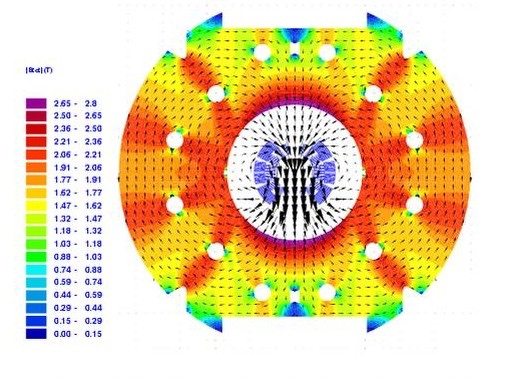 |Btot| (T)
2.65 - 2.8
2.50 - 2.65
2.36 - 2.50
2.21 - 2.36
2.06 - 2.21
1.91 - 2.06
1.77 - 1.91
1.62 - 1.77
1.47 - 1.62
1.32 - 1.47
1.18 - 1.32
1.03 - 1.18
0.88 - 1.03
0.74 - 0.88
0.59 - 0.74
0.44 - 0.59
0.29 - 0.44
0.15 - 0.29
0.00 - 0.15